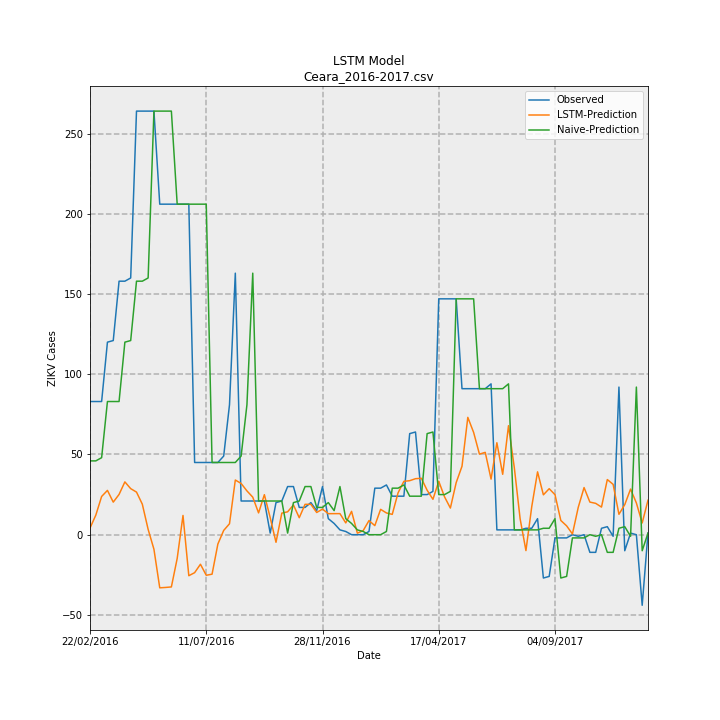 LSTM Model
Ceara_2016-2017.csv
Observed
LSTM-Prediction
Naive-Prediction
ZIKV Cases
250
200
150
100
50
0
−50
22/02/2016
11/07/2016
28/11/2016
17/04/2017
04/09/2017
Date